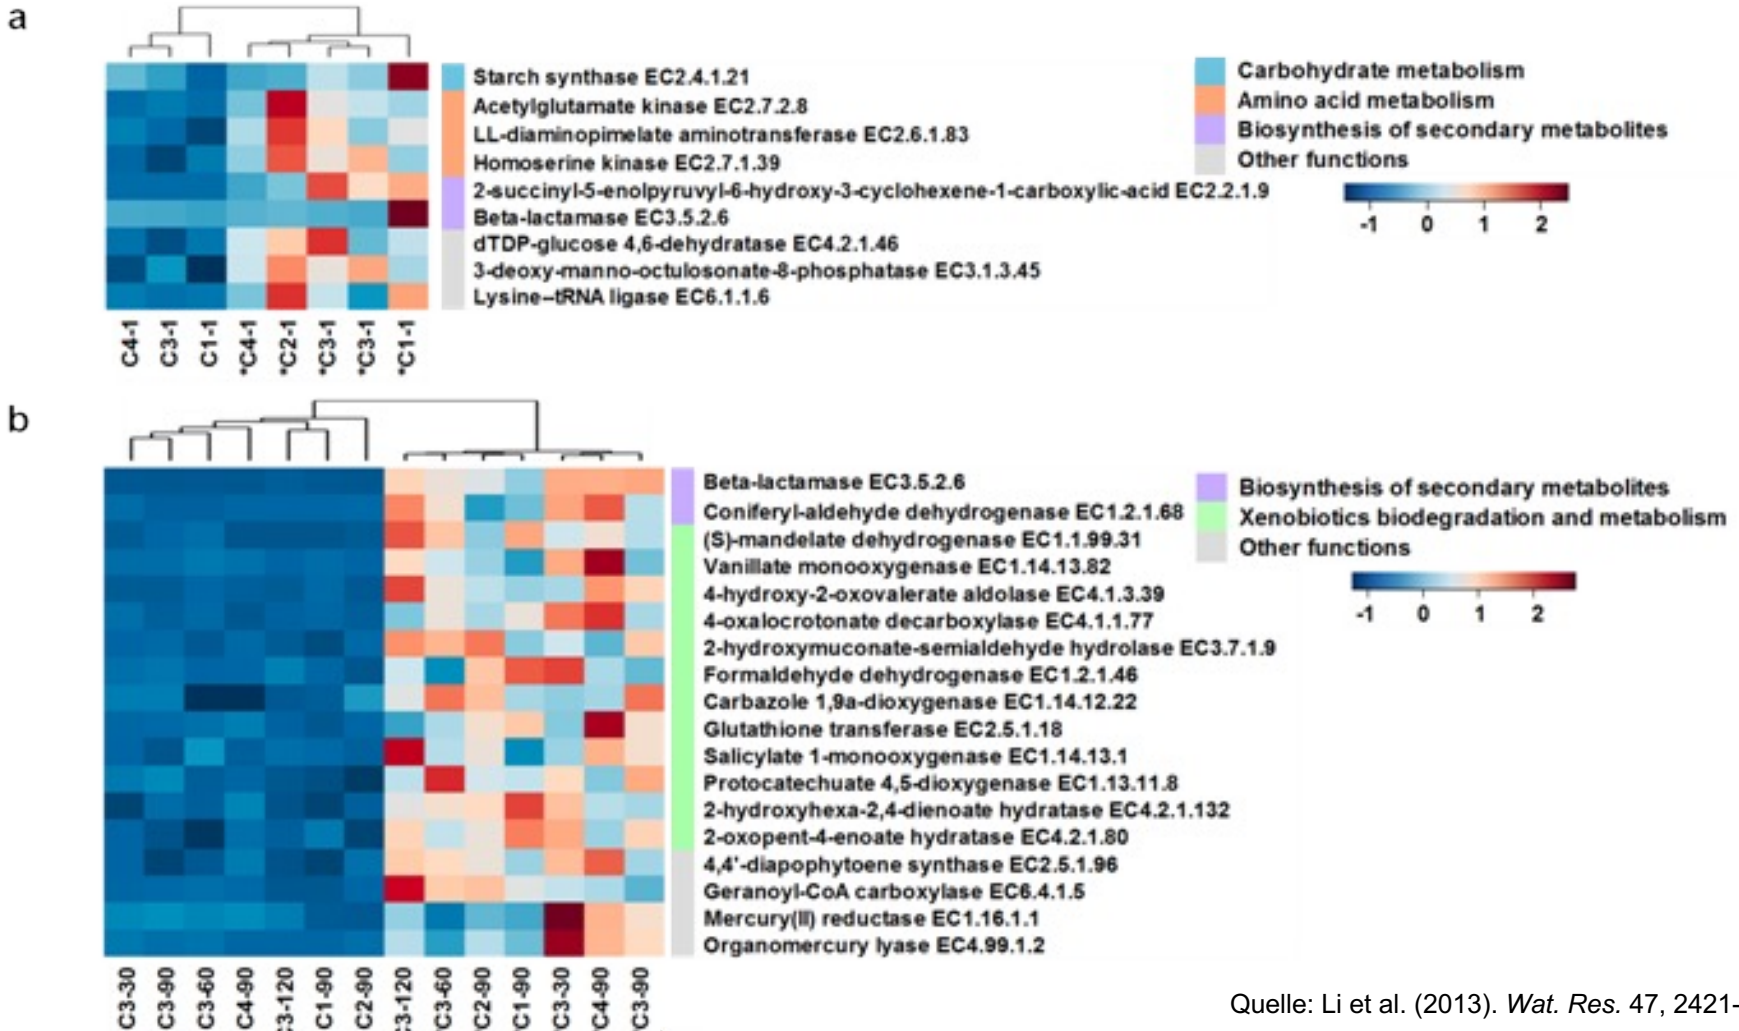 a
Starch synthase EC2.4.1.21
Acetylglutamate kinase EC2.7.2.8
LL-diaminopimelate aminotransferase EC2.6.1.83
Homoserine kinase EC2.7.1.39
2-succinyl-5-enolpyruvyl-6-hydroxy-3-cyclohexene-1-carboxylic-acid EC2.2.1.9
Beta-lactamase EC3.5.2.6
dTDP-glucose 4,6-dehydratase EC4.2.1.46
3-deoxy-manno-octulosonate-8-phosphatase EC3.1.3.45
Lysine--tRNA ligase EC6.1.1.6
Carbohydrate metabolism
Amino acid metabolism
Biosynthesis of secondary metabolites
Other functions
-1 0 1 2
C4-1 C3-1 C1-1 *C4-1 *C2-1 *C3-1 *C3-1 *C1-1
b
Beta-lactamase EC3.5.2.6
Coniferyl-aldehyde dehydrogenase EC1.2.1.68
(S)-mandelate dehydrogenase EC1.1.99.31
Vanillate monooxygenase EC1.14.13.82
4-hydroxy-2-oxovalerate aldolase EC4.1.3.39
4-oxalocrotonate decarboxylase EC4.1.1.77
2-hydroxymuconate-semialdehyde hydrolase EC3.7.1.9
Formaldehyde dehydrogenase EC1.2.1.46
Carbazole 1,9a-dioxygenase EC1.14.12.22
Glutathione transferase EC2.5.1.18
Salicylate 1-monooxygenase EC1.14.13.1
Protocatechuate 4,5-dioxygenase EC1.13.11.8
2-hydroxyhexa-2,4-dienoate hydratase EC4.2.1.132
2-oxopent-4-enoate hydratase EC4.2.1.80
4,4'-diapophytoene synthase EC2.5.1.96
Geranoyl-CoA carboxylase EC6.4.1.5
Mercury(II) reductase EC1.16.1.1
Organomercury lyase EC4.99.1.2
Biosynthesis of secondary metabolites
Xenobiotics biodegradation and metabolism
Other functions
-1 0 1 2
C3-30 C3-90 C3-60 C4-90 C3-120 C1-90 C2-90 C3-120 C3-60 C2-90 C1-90 C3-30 C4-90 C3-90
Quelle: Li et al. (2013). Wat. Res. 47, 2421-